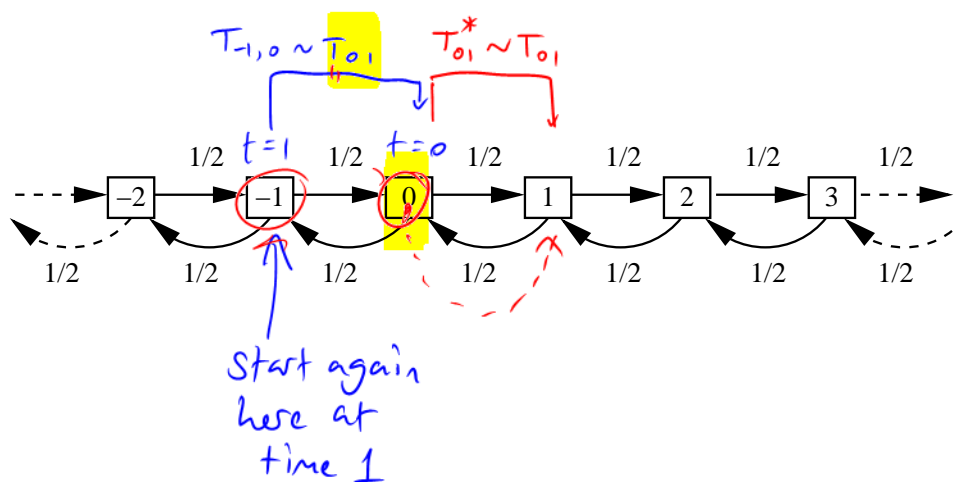 T-1,0 ~ T01
T01* ~ T01
t=1
t=0
1/2 1/2 1/2 1/2 1/2 1/2
-2 -1 0 1 2 3
1/2 1/2 1/2 1/2 1/2 1/2 1/2
start again
here at
time 1